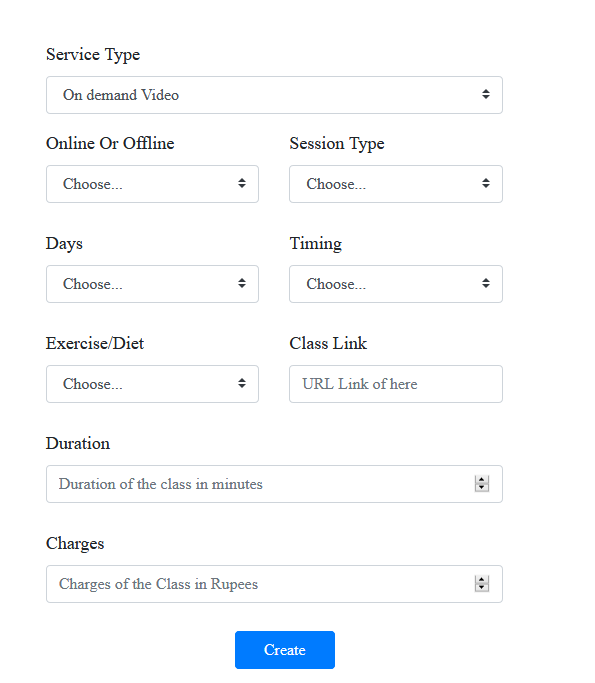 Service Type
On demand Video
Online Or Offline
Session Type
Choose...
Choose...
Days
Timing
Choose...
Choose...
Exercise/Diet
Class Link
Choose...
URL Link of here
Duration
Duration of the class in minutes
Charges
Charges of the Class in Rupees
Create